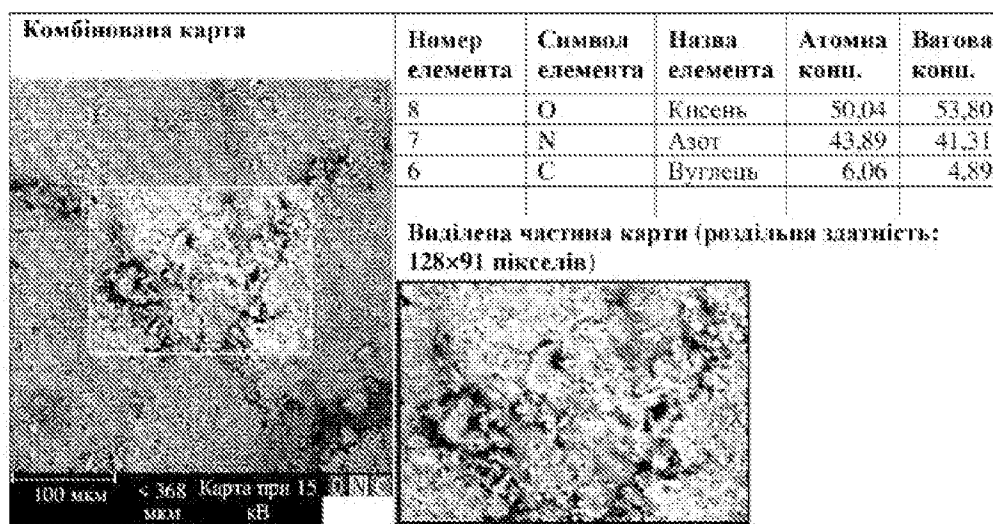 Комбінована карта
Номер елемента Символ елемента Назва елемента Атомна конц. Вагова конц.
8 O Кисень 50,04 53,80
7 N Азот 43,89 41,31
6 C Вуглець 6,06 4,89
Виділена частина карти (роздільна здатність:
128×91 пікселів)
100 мкм < 368 мкм Карта при 15 кВ O N C